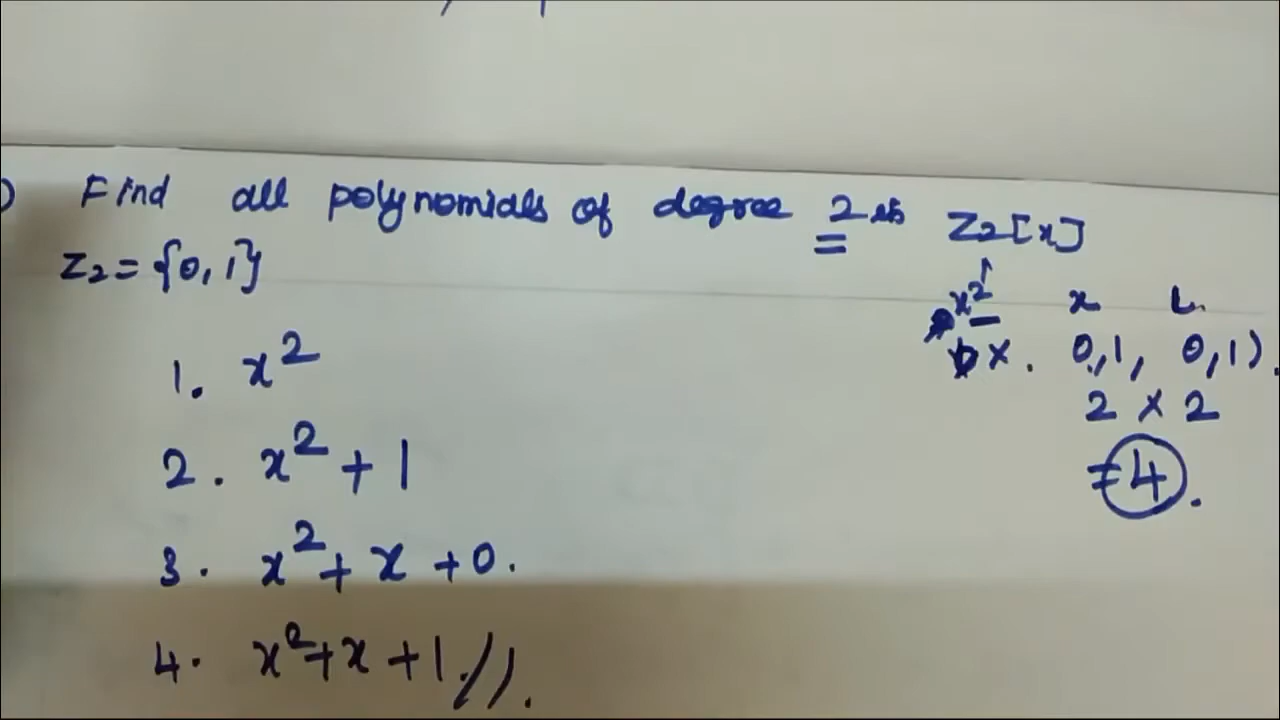 Find all polynomials of degree 2 in Z2[x]
Z2 = {0, 1}
x² x 1
x. 0,1, 0,1).
2 x 2
= 4.
1. x²
2. x² + 1
3. x² + x + 0.
4. x² + x + 1 //.